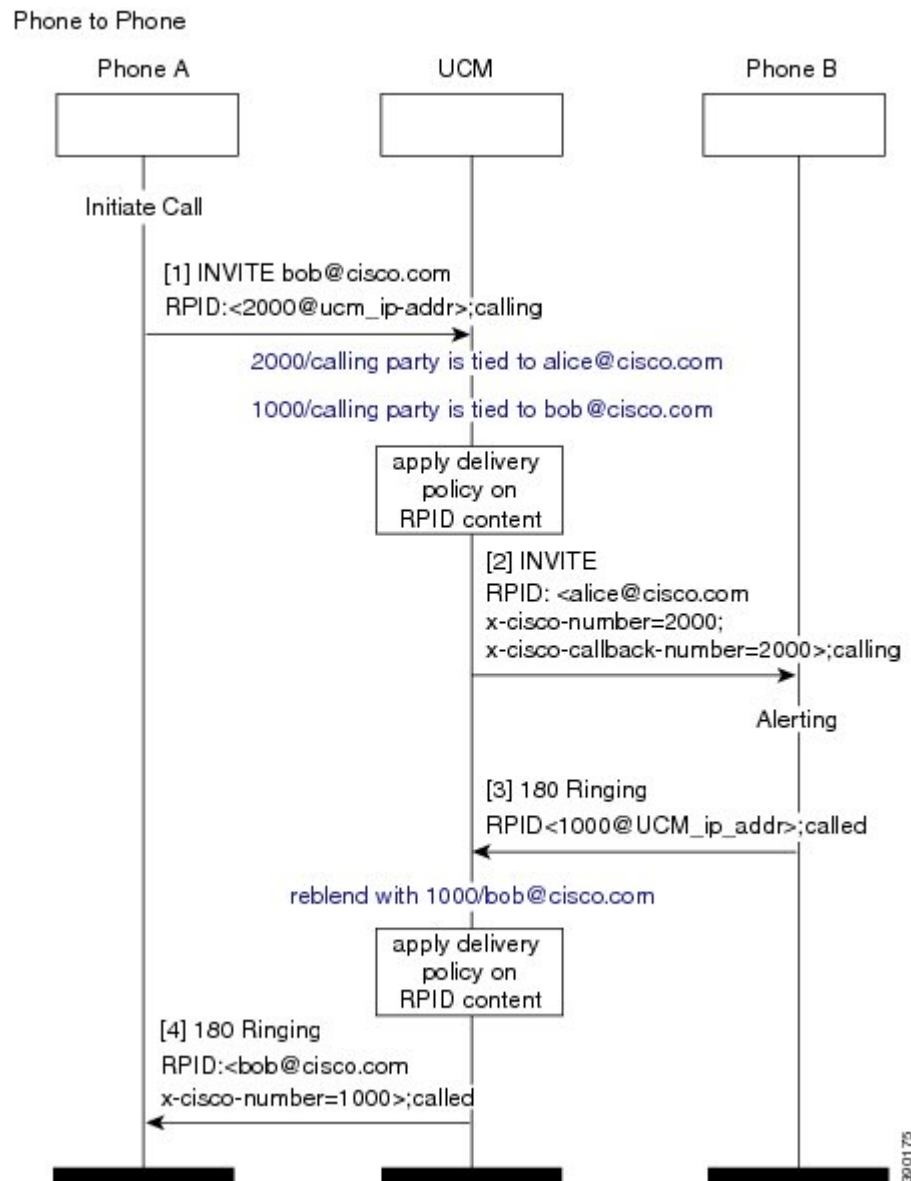 Phone to Phone
Phone A
UCM
Phone B
Initiate Call
[1] INVITE bob@cisco.com
RPID:<2000@ucm_ip-addr>;calling
2000/calling party is tied to alice@cisco.com
1000/calling party is tied to bob@cisco.com
apply delivery
policy on
RPID content
[2] INVITE
RPID: <alice@cisco.com
x-cisco-number=2000;
x-cisco-callback-number=2000>;calling
Alerting
[3] 180 Ringing
RPID<1000@UCM_ip_addr>;called
reblend with 1000/bob@cisco.com
apply delivery
policy on
RPID content
[4] 180 Ringing
RPID:<bob@cisco.com
x-cisco-number=1000>;called
390175